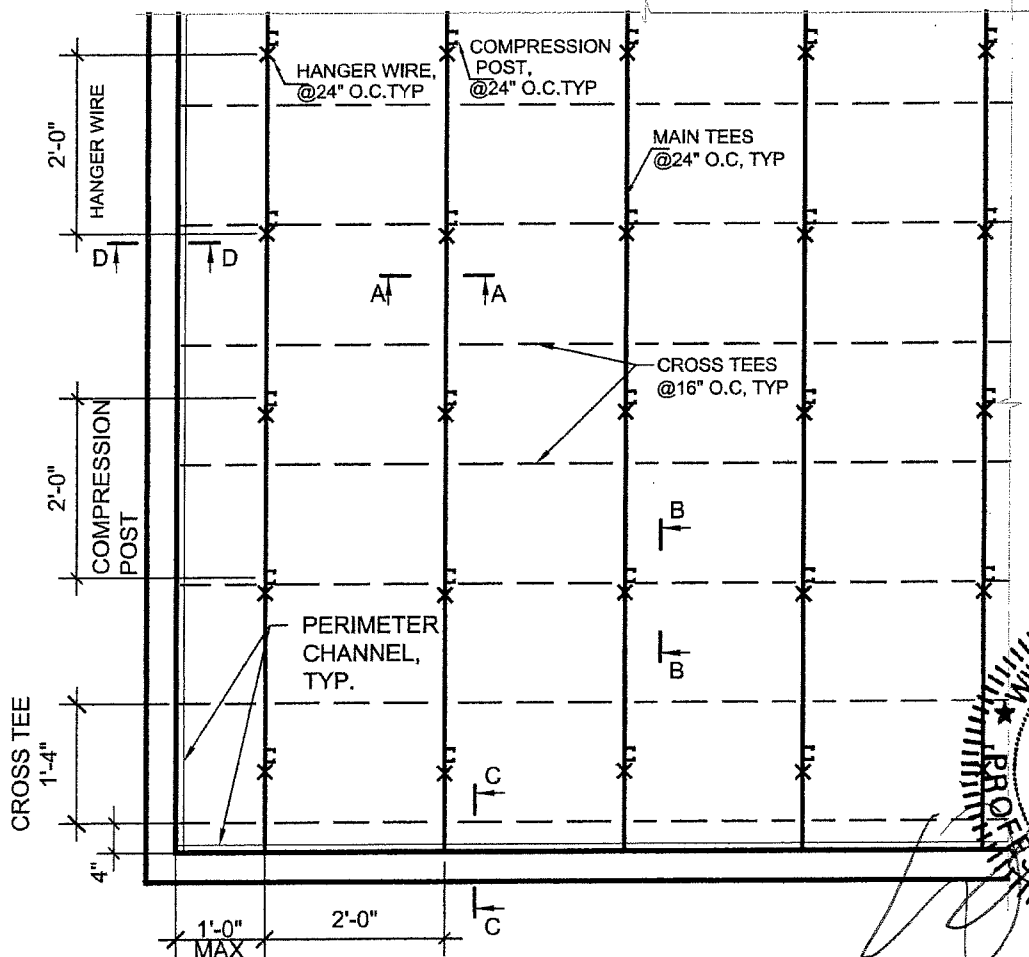 HANGER WIRE,
@24" O.C.TYP
COMPRESSION
POST,
@24" O.C.TYP
2'-0"
HANGER WIRE
MAIN TEES
@24" O.C, TYP
D
D
A
A
CROSS TEES
@16" O.C, TYP
2'-0"
COMPRESSION
POST
B
B
PERIMETER
CHANNEL,
TYP.
CROSS TEE
1'-4"
C
4"
C
1'-0"
MAX
2'-0"